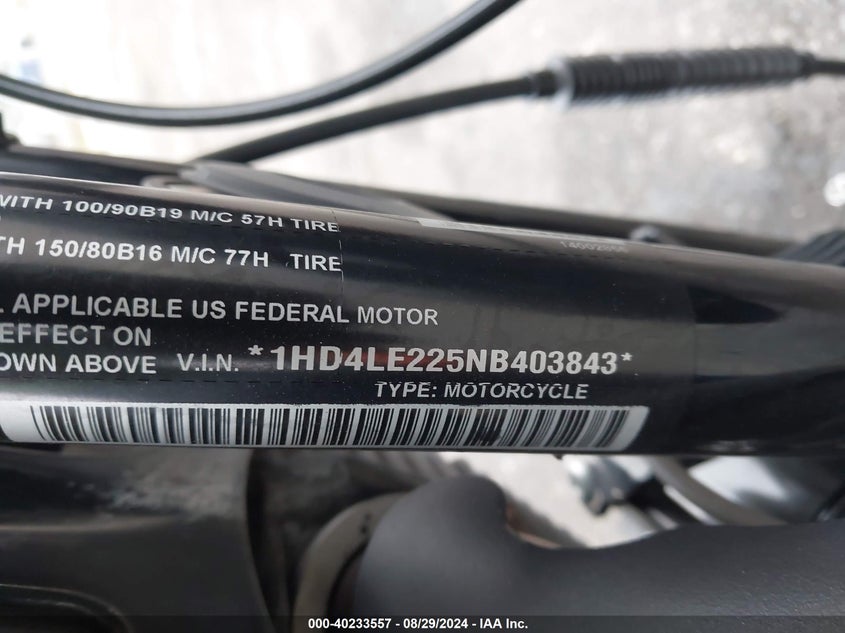 WITH 100/90B19 M/C 57H TIRE
TH 150/80B16 M/C 77H TIRE
L APPLICABLE US FEDERAL MOTOR
EFFECT ON
OWN ABOVE V.I.N. *1HD4LE225NB403843*
TYPE: MOTORCYCLE
000-40233557 - 08/29/2024 - IAA Inc.